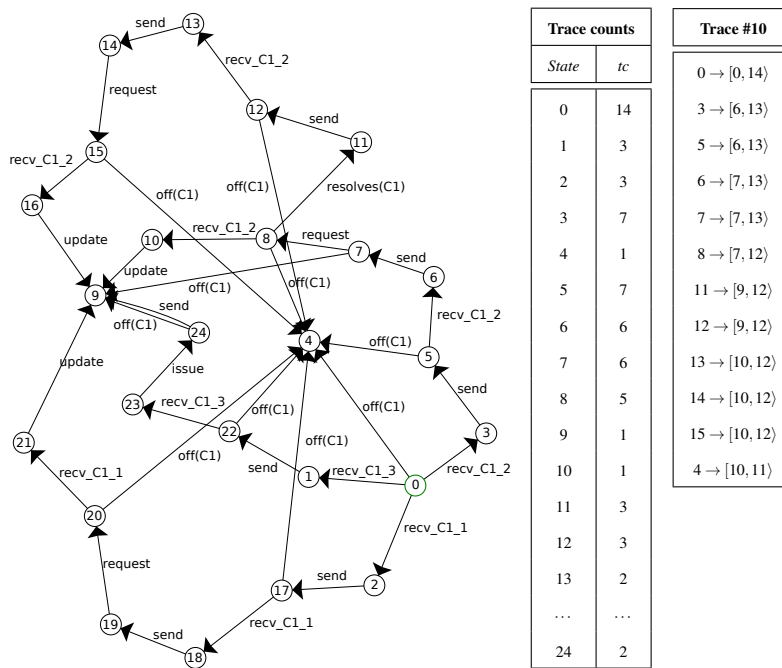 send
13
14
recv_C1_2
request
12
send
11
15
recv_C1_2
off(C1)
off(C1)
resolves(C1)
16
recv_C1_2
request
10
8
7
send
update
update
off(C1)
6
9
send
off(C1)
off(C1)
24
recv_C1_2
4
off(C1)
5
update
issue
send
23
recv_C1_3
off(C1)
22
off(C1)
3
21
off(C1)
off(C1)
recv_C1_1
send
1
recv_C1_3
0
recv_C1_2
20
recv_C1_1
request
send
17
2
19
send
18
recv_C1_1
Trace counts
State tc
0 14
1 3
2 3
3 7
4 1
5 7
6 6
7 6
8 5
9 1
10 1
11 3
12 3
13 2
... ...
24 2
Trace #10
0 → [0, 14⟩
3 → [6, 13⟩
5 → [6, 13⟩
6 → [7, 13⟩
7 → [7, 13⟩
8 → [7, 12⟩
11 → [9, 12⟩
12 → [9, 12⟩
13 → [10, 12⟩
14 → [10, 12⟩
15 → [10, 12⟩
4 → [10, 11⟩